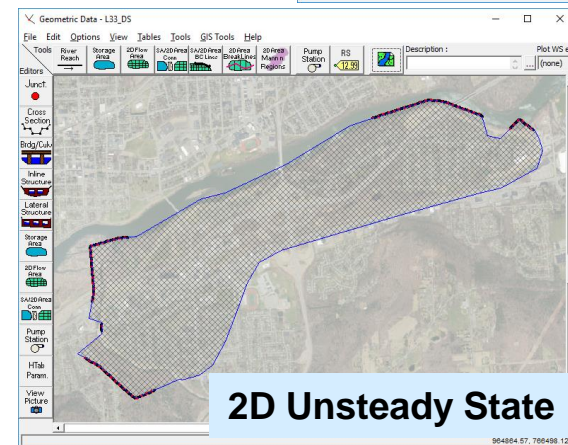 Geometric Data - L33_DS
File Edit Options View Tables Tools GIS Tools Help
Tools
River Reach
Storage Area
2D Flow Area
SA/2D Area Conn
SA/2D Area BC Lines
2D Area BreakLines
2D Area Mann n Regions
Pump Station
RS
12.99
Description :
...
Plot WS e
(none)
Editors
Junct.
Cross
Section
Brdg/Culv
Inline
Structure
Lateral
Structure
Storage
Area
2D Flow
Area
SA/2D Area
Conn
Pump
Station
HTab
Param.
View
Picture
2D Unsteady State
964864.57, 766498.12